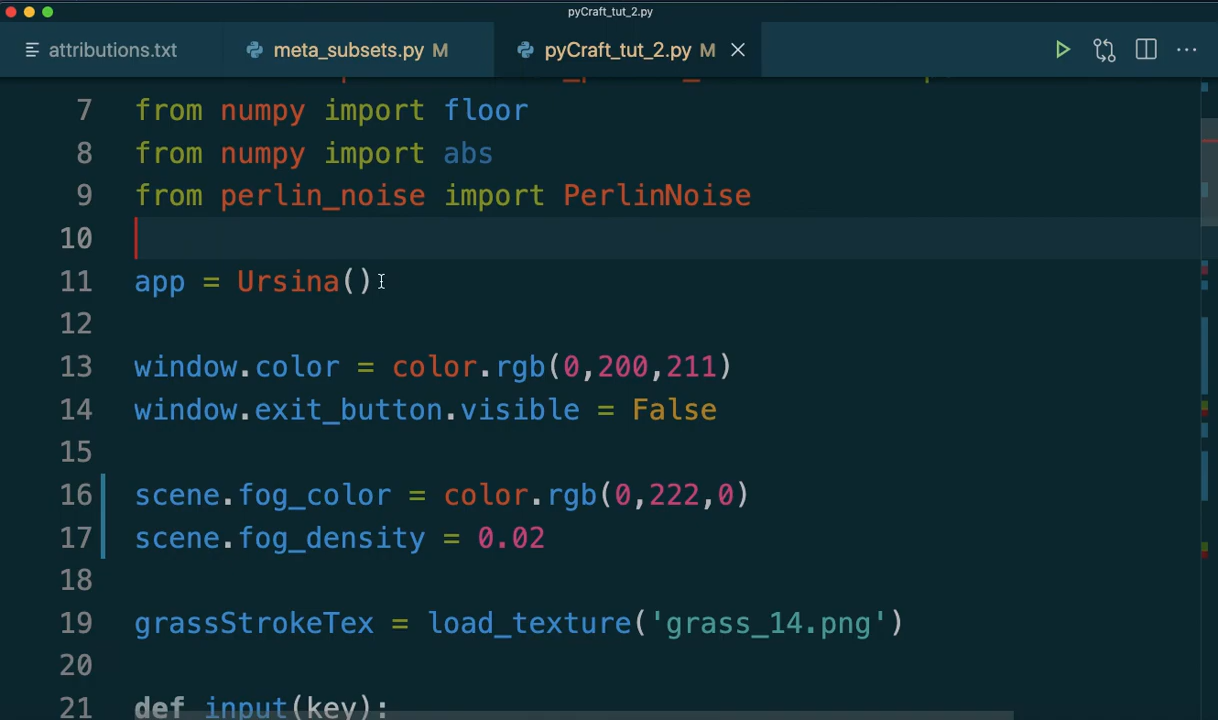 pyCraft_tut_2.py
attributions.txt
meta_subsets.py M
pyCraft_tut_2.py M
7 from numpy import floor
8 from numpy import abs
9 from perlin_noise import PerlinNoise
10
11 app = Ursina()
12
13 window.color = color.rgb(0,200,211)
14 window.exit_button.visible = False
15
16 scene.fog_color = color.rgb(0,222,0)
17 scene.fog_density = 0.02
18
19 grassStrokeTex = load_texture('grass_14.png')
20
21 def input(key):